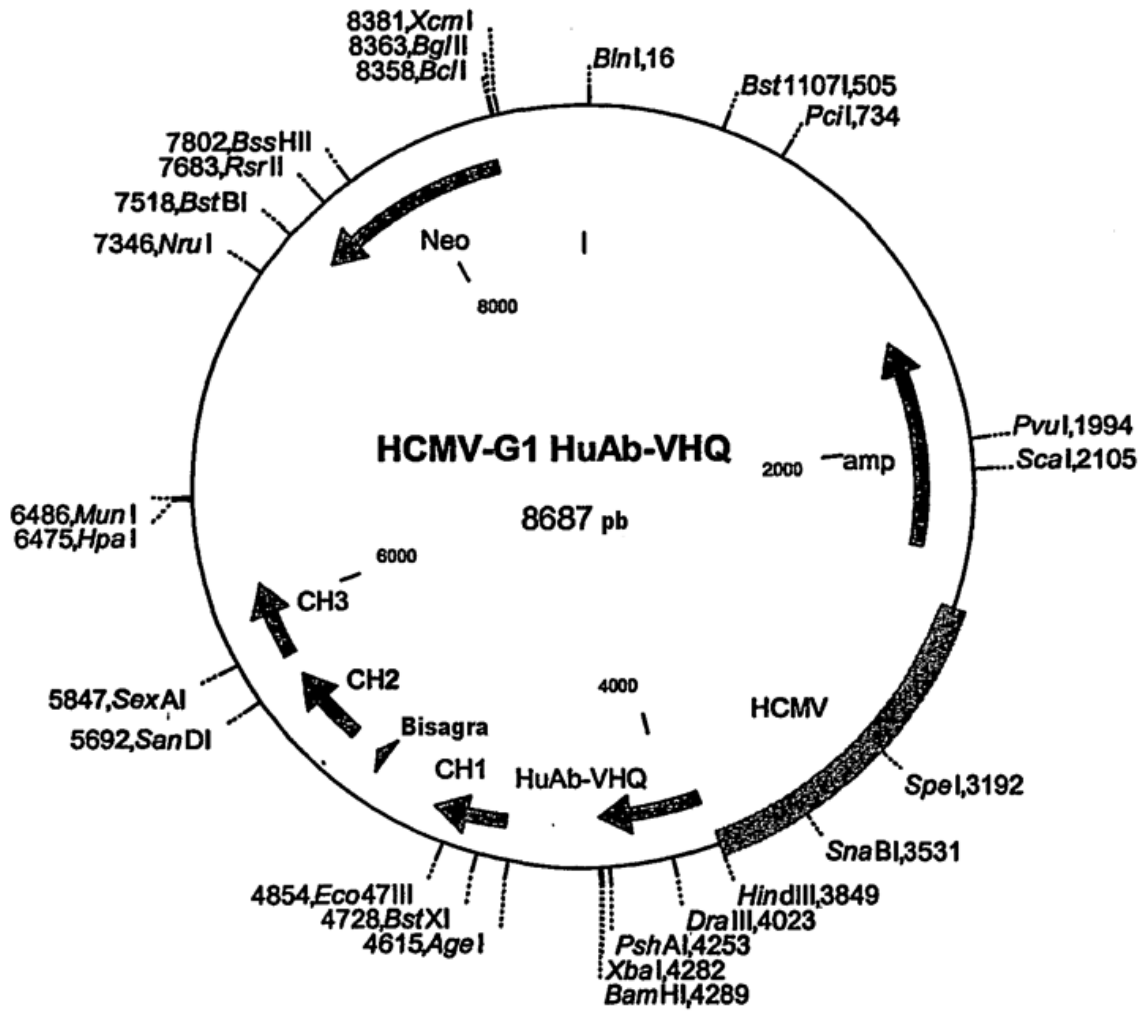 8381,XcmI
8363,BglII
8358,BclI
BlnI,16
Bst1107I,505
PciI,734
7802,BssHII
7683,RsrII
7518,BstBI
7346,NruI
Neo
I
8000
HCMV-G1 HuAb-VHQ
8687 pb
2000
amp
PvuI,1994
ScaI,2105
6486,MunI
6475,HpaI
6000
CH3
CH2
Bisagra
CH1
HuAb-VHQ
4000
HCMV
5847,SexAI
5692,SanDI
SpeI,3192
SnaBI,3531
HindIII,3849
DraIII,4023
PshAI,4253
XbaI,4282
BamHI,4289
4854,Eco47III
4728,BstXI
4615,AgeI